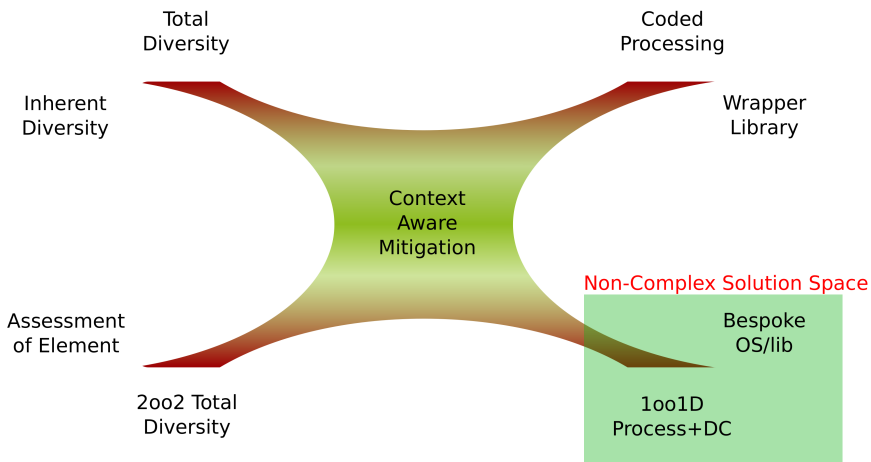 Total
Diversity
Coded
Processing
Inherent
Diversity
Wrapper
Library
Context
Aware
Mitigation
Non-Complex Solution Space
Assessment
of Element
Bespoke
OS/lib
2oo2 Total
Diversity
1oo1D
Process+DC